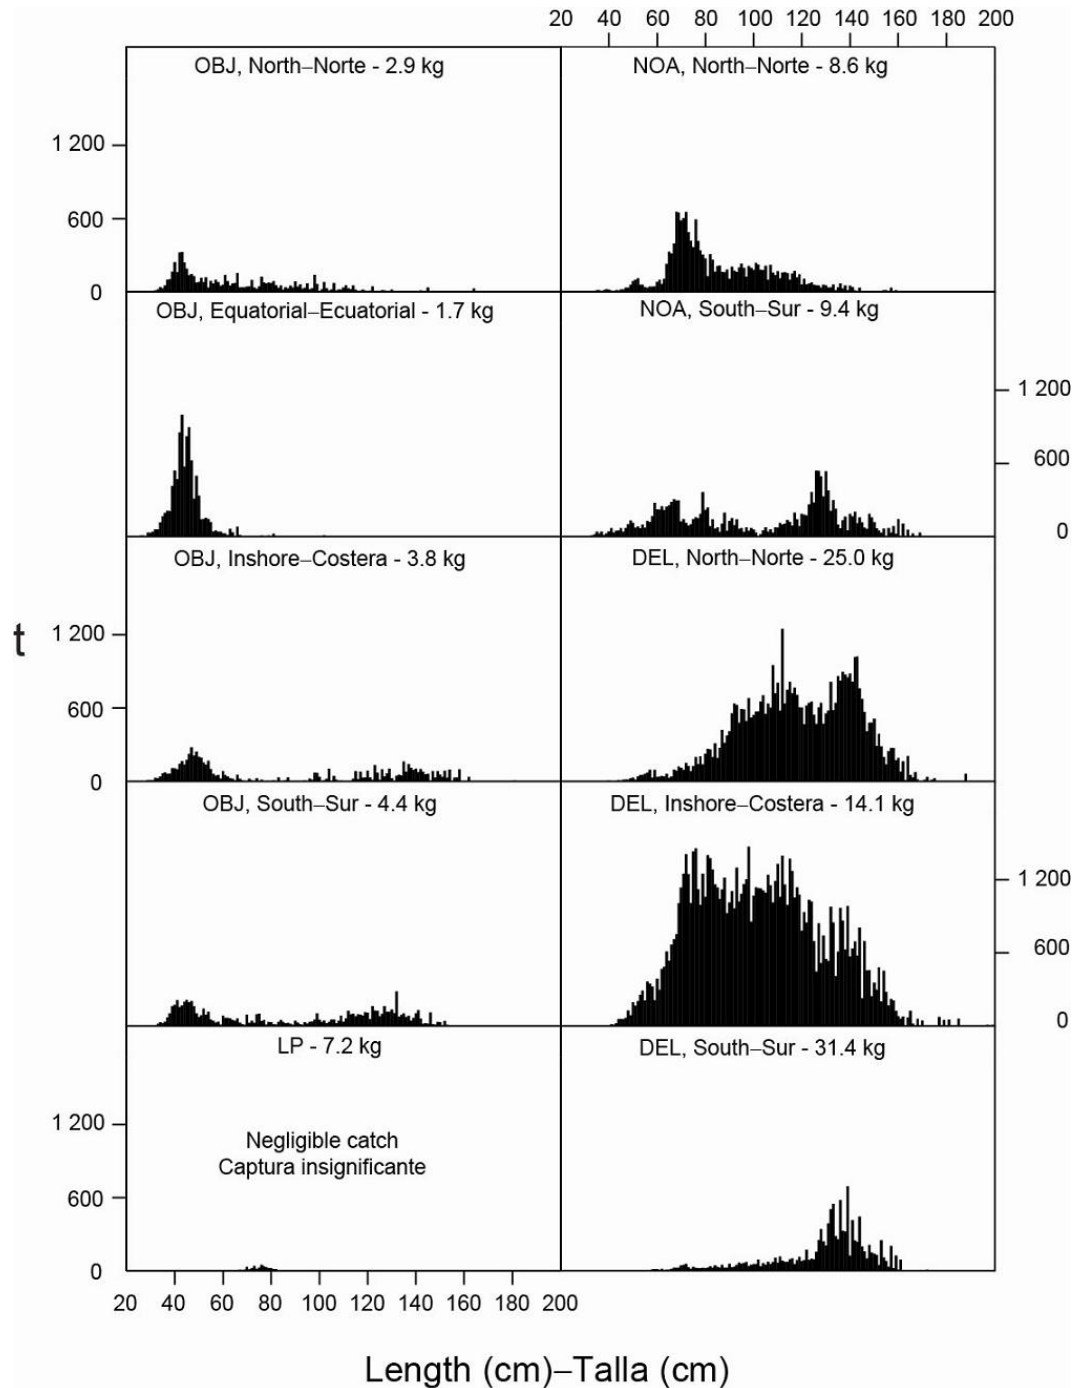 20 40 60 80 100 120 140 160 180 200
OBJ, North–Norte - 2.9 kg
NOA, North–Norte - 8.6 kg
1 200
600
0
OBJ, Equatorial–Ecuatorial - 1.7 kg
NOA, South–Sur - 9.4 kg
1 200
600
0
OBJ, Inshore–Costera - 3.8 kg
DEL, North–Norte - 25.0 kg
t
1 200
600
0
OBJ, South–Sur - 4.4 kg
DEL, Inshore–Costera - 14.1 kg
1 200
600
0
LP - 7.2 kg
DEL, South–Sur - 31.4 kg
1 200
Negligible catch
Captura insignificante
600
0
20 40 60 80 100 120 140 160 180 200
Length (cm)–Talla (cm)